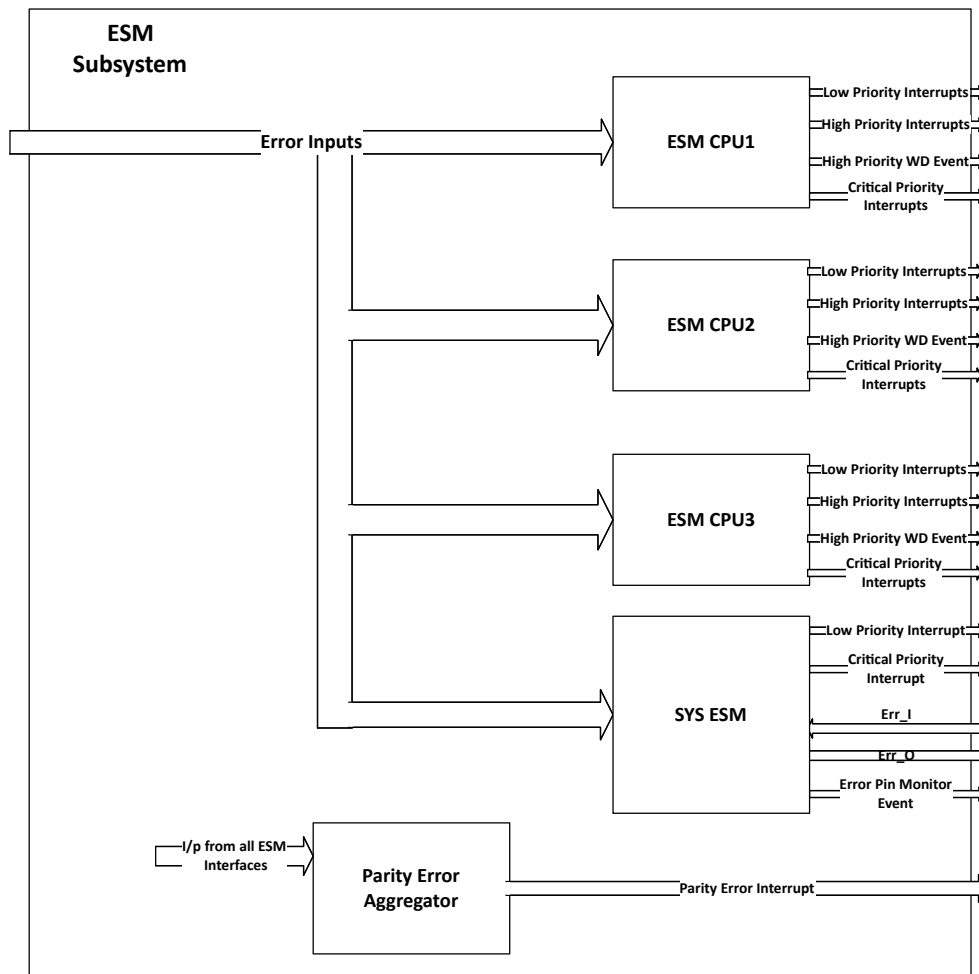 ESM
Subsystem
Error Inputs
ESM CPU1
Low Priority Interrupts
High Priority Interrupts
High Priority WD Event
Critical Priority
Interrupts
ESM CPU2
Low Priority Interrupts
High Priority Interrupts
High Priority WD Event
Critical Priority
Interrupts
ESM CPU3
Low Priority Interrupts
High Priority Interrupts
High Priority WD Event
Critical Priority
Interrupts
SYS ESM
Low Priority Interrupt
Critical Priority
Interrupt
Err_I
Err_O
Error Pin Monitor
Event
I/p from all ESM
Interfaces
Parity Error
Aggregator
Parity Error Interrupt